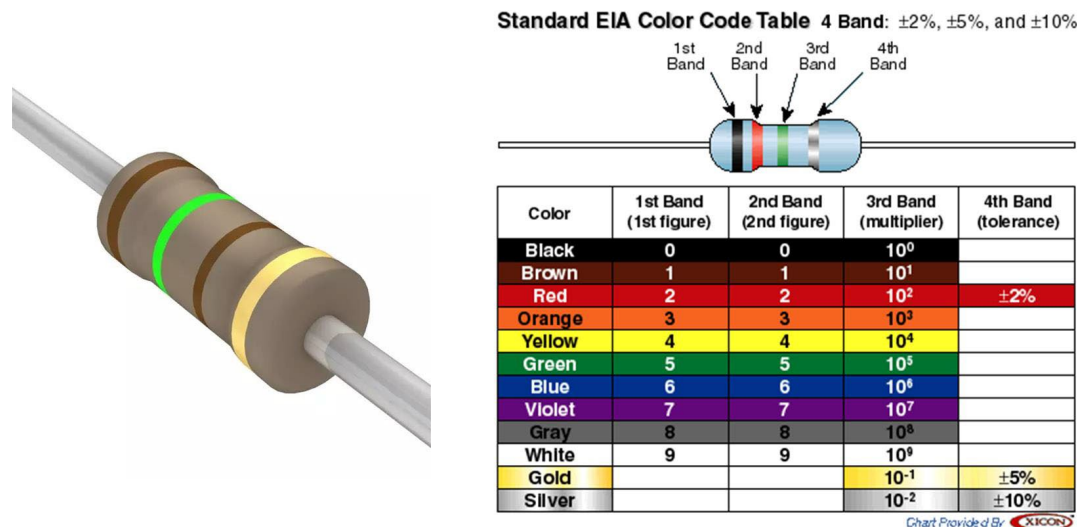 Standard EIA Color Code Table 4 Band: ±2%, ±5%, and ±10%
1st Band 2nd Band 3rd Band 4th Band
Color 1st Band (1st figure) 2nd Band (2nd figure) 3rd Band (multiplier) 4th Band (tolerance)
Black 0 0 10⁰
Brown 1 1 10¹
Red 2 2 10² ±2%
Orange 3 3 10³
Yellow 4 4 10⁴
Green 5 5 10⁵
Blue 6 6 10⁶
Violet 7 7 10⁷
Gray 8 8 10⁸
White 9 9 10⁹
Gold 10⁻¹ ±5%
Silver 10⁻² ±10%
Chart Provided By XICON